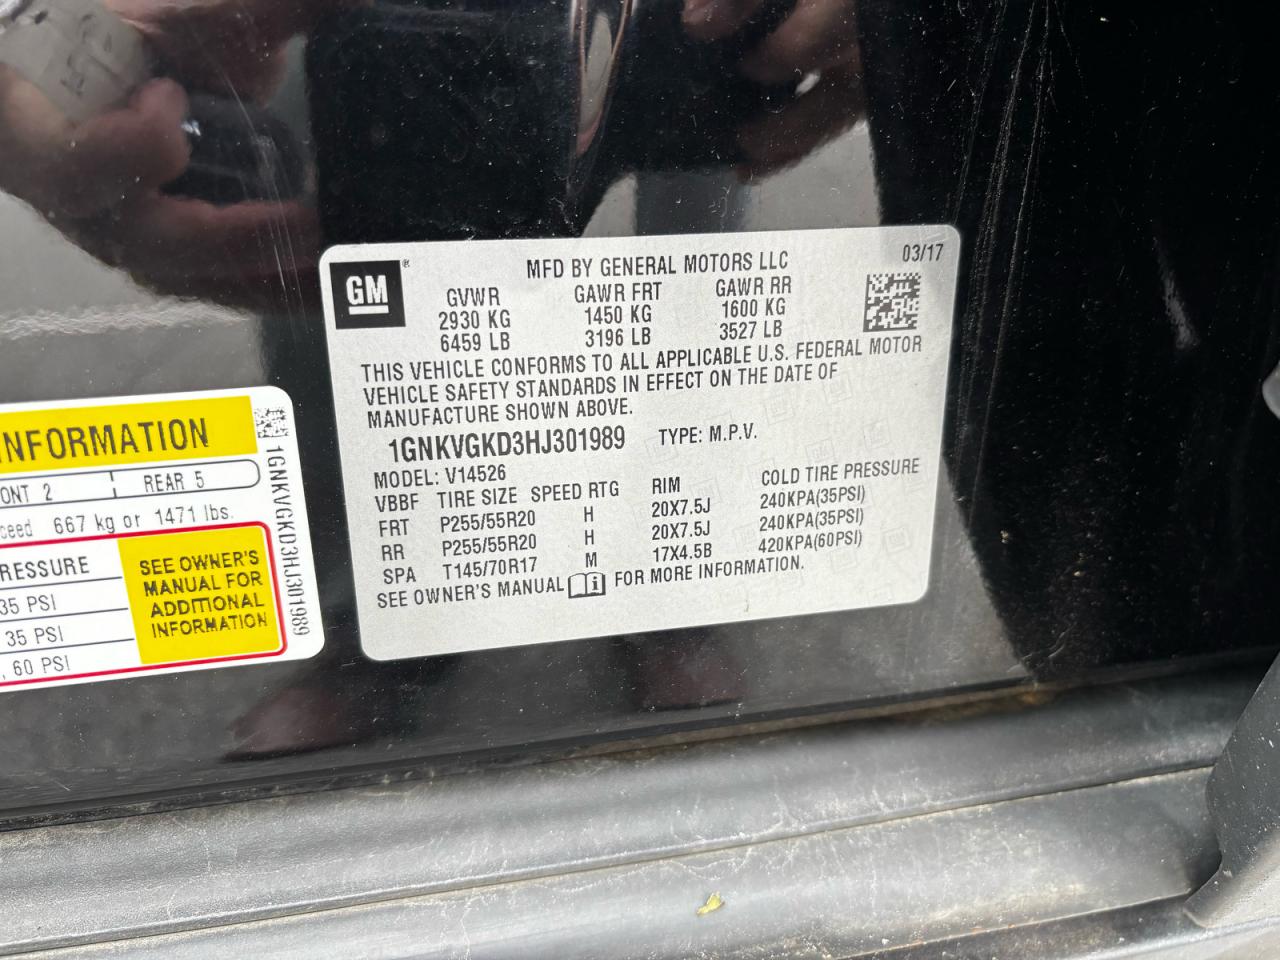 GM®
MFD BY GENERAL MOTORS LLC
03/17
GVWR GAWR FRT GAWR RR
2930 KG 1450 KG 1600 KG
6459 LB 3196 LB 3527 LB
THIS VEHICLE CONFORMS TO ALL APPLICABLE U.S. FEDERAL MOTOR
VEHICLE SAFETY STANDARDS IN EFFECT ON THE DATE OF
MANUFACTURE SHOWN ABOVE.
1GNKVGKD3HJ301989 TYPE: M.P.V.
MODEL: V14526
VBBF TIRE SIZE SPEED RTG RIM COLD TIRE PRESSURE
FRT P255/55R20 H 20X7.5J 240KPA(35PSI)
RR P255/55R20 H 20X7.5J 240KPA(35PSI)
SPA T145/70R17 M 17X4.5B 420KPA(60PSI)
SEE OWNER'S MANUAL FOR MORE INFORMATION.
NFORMATION
ONT 2 REAR 5
ceed 667 kg or 1471 lbs.
RESSURE
35 PSI
35 PSI
, 60 PSI
SEE OWNER'S
MANUAL FOR
ADDITIONAL
INFORMATION
1GNKVGKD3HJ301989